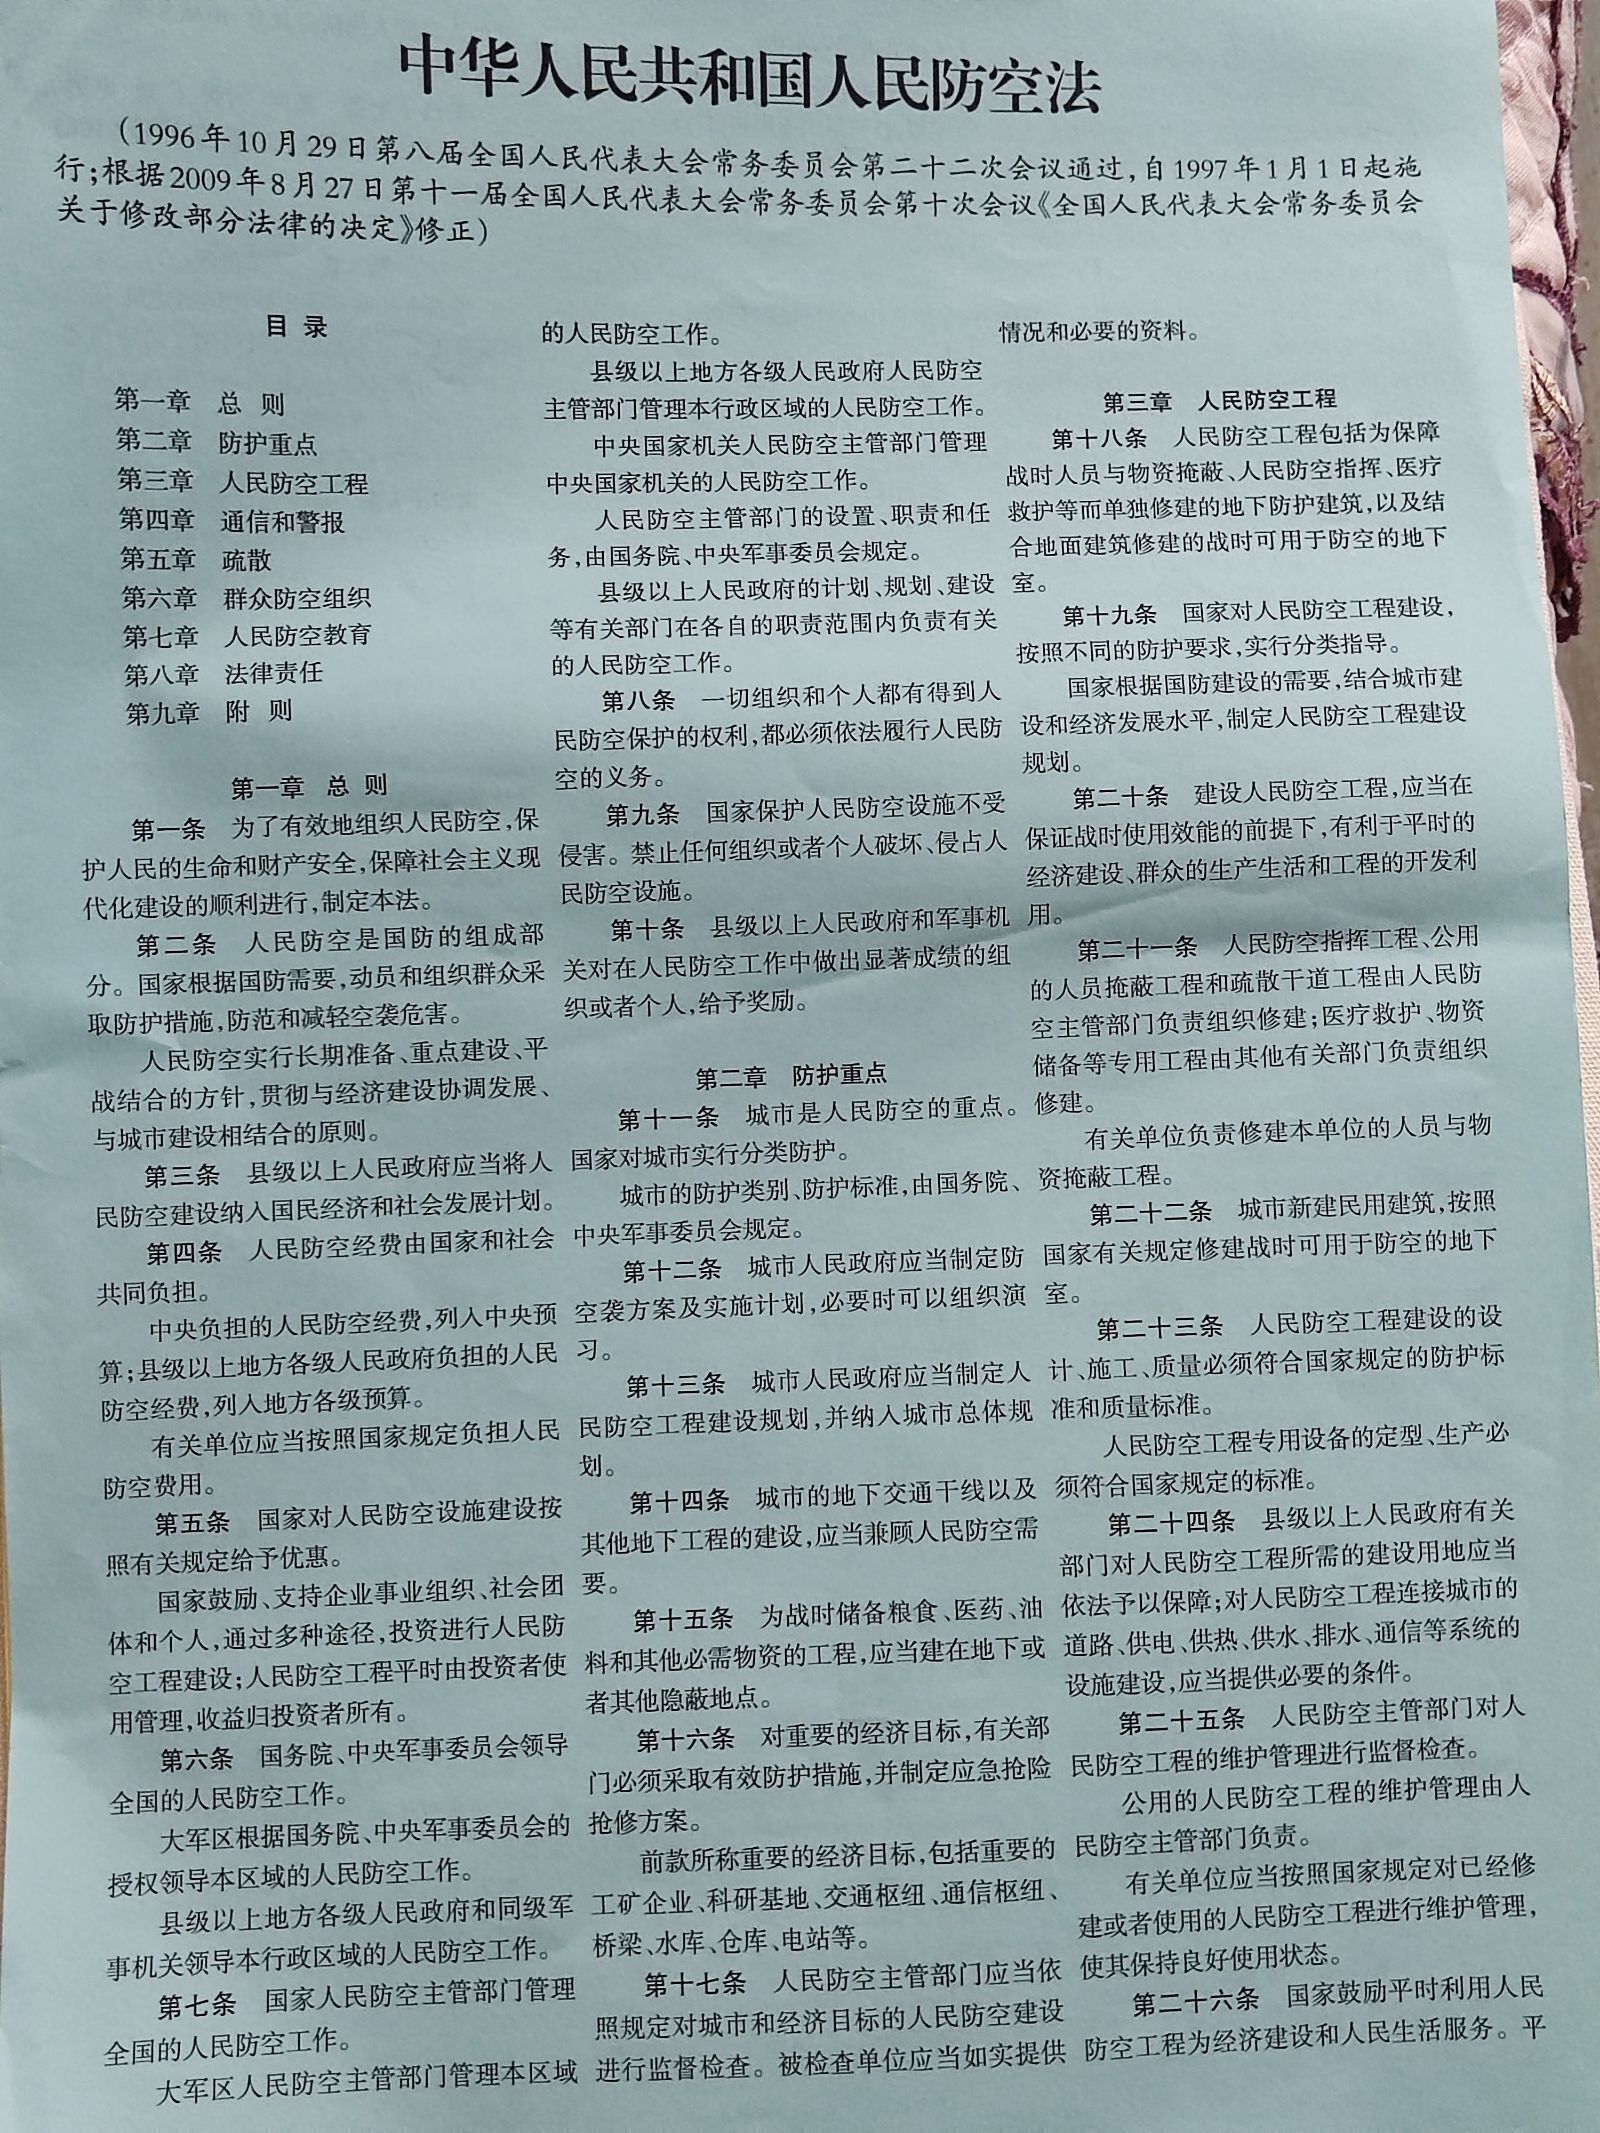 中华人民共和国人民防空法
(1996年10月29日第八届全国人民代表大会常务委员会第二十二次会议通过,自1997年1月1日起施
行;根据2009年8月27日第十一届全国人民代表大会常务委员会第十次会议《全国人民代表大会常务委员会
关于修改部分法律的决定》修正)
目 录
第一章 总 则
第二章 防护重点
第三章 人民防空工程
第四章 通信和警报
第五章 疏散
第六章 群众防空组织
第七章 人民防空教育
第八章 法律责任
第九章 附 则
第一章 总 则
第一条 为了有效地组织人民防空,保
护人民的生命和财产安全,保障社会主义现
代化建设的顺利进行,制定本法。
第二条 人民防空是国防的组成部
分。国家根据国防需要,动员和组织群众采
取防护措施,防范和减轻空袭危害。
人民防空实行长期准备、重点建设、平
战结合的方针,贯彻与经济建设协调发展、
与城市建设相结合的原则。
第三条 县级以上人民政府应当将人
民防空建设纳入国民经济和社会发展计划。
第四条 人民防空经费由国家和社会
共同负担。
中央负担的人民防空经费,列入中央预
算;县级以上地方各级人民政府负担的人民
防空经费,列入地方各级预算。
有关单位应当按照国家规定负担人民
防空费用。
第五条 国家对人民防空设施建设按
照有关规定给予优惠。
国家鼓励、支持企业事业组织、社会团
体和个人,通过多种途径,投资进行人民防
空工程建设;人民防空工程平时由投资者使
用管理,收益归投资者所有。
第六条 国务院、中央军事委员会领导
全国的人民防空工作。
大军区根据国务院、中央军事委员会的
授权领导本区域的人民防空工作。
县级以上地方各级人民政府和同级军
事机关领导本行政区域的人民防空工作。
第七条 国家人民防空主管部门管理
全国的人民防空工作。
大军区人民防空主管部门管理本区域
的人民防空工作。
县级以上地方各级人民政府人民防空
主管部门管理本行政区域的人民防空工作。
中央国家机关人民防空主管部门管理
中央国家机关的人民防空工作。
人民防空主管部门的设置、职责和任
务,由国务院、中央军事委员会规定。
县级以上人民政府的计划、规划、建设
等有关部门在各自的职责范围内负责有关
的人民防空工作。
第八条 一切组织和个人都有得到人
民防空保护的权利,都必须依法履行人民防
空的义务。
第九条 国家保护人民防空设施不受
侵害。禁止任何组织或者个人破坏、侵占人
民防空设施。
第十条 县级以上人民政府和军事机
关对在人民防空工作中做出显著成绩的组
织或者个人,给予奖励。
第二章 防护重点
第十一条 城市是人民防空的重点。
国家对城市实行分类防护。
城市的防护类别、防护标准,由国务院、
中央军事委员会规定。
第十二条 城市人民政府应当制定防
空袭方案及实施计划,必要时可以组织演
习。
第十三条 城市人民政府应当制定人
民防空工程建设规划,并纳入城市总体规
划。
第十四条 城市的地下交通干线以及
其他地下工程的建设,应当兼顾人民防空需
要。
第十五条 为战时储备粮食、医药、油
料和其他必需物资的工程,应当建在地下或
者其他隐蔽地点。
第十六条 对重要的经济目标,有关部
门必须采取有效防护措施,并制定应急抢险
抢修方案。
前款所称重要的经济目标,包括重要的
工矿企业、科研基地、交通枢纽、通信枢纽、
桥梁、水库、仓库、电站等。
第十七条 人民防空主管部门应当依
照规定对城市和经济目标的人民防空建设
进行监督检查。被检查单位应当如实提供
情况和必要的资料。
第三章 人民防空工程
第十八条 人民防空工程包括为保障
战时人员与物资掩蔽、人民防空指挥、医疗
救护等而单独修建的地下防护建筑,以及结
合地面建筑修建的战时可用于防空的地下
室。
第十九条 国家对人民防空工程建设,
按照不同的防护要求,实行分类指导。
国家根据国防建设的需要,结合城市建
设和经济发展水平,制定人民防空工程建设
规划。
第二十条 建设人民防空工程,应当在
保证战时使用效能的前提下,有利于平时的
经济建设、群众的生产生活和工程的开发利
用。
第二十一条 人民防空指挥工程、公用
的人员掩蔽工程和疏散干道工程由人民防
空主管部门负责组织修建;医疗救护、物资
储备等专用工程由其他有关部门负责组织
修建。
有关单位负责修建本单位的人员与物
资掩蔽工程。
第二十二条 城市新建民用建筑,按照
国家有关规定修建战时可用于防空的地下
室。
第二十三条 人民防空工程建设的设
计、施工、质量必须符合国家规定的防护标
准和质量标准。
人民防空工程专用设备的定型、生产必
须符合国家规定的标准。
第二十四条 县级以上人民政府有关
部门对人民防空工程所需的建设用地应当
依法予以保障;对人民防空工程连接城市的
道路、供电、供热、供水、排水、通信等系统的
设施建设,应当提供必要的条件。
第二十五条 人民防空主管部门对人
民防空工程的维护管理进行监督检查。
公用的人民防空工程的维护管理由人
民防空主管部门负责。
有关单位应当按照国家规定对已经修
建或者使用的人民防空工程进行维护管理,
使其保持良好使用状态。
第二十六条 国家鼓励平时利用人民
防空工程为经济建设和人民生活服务。平